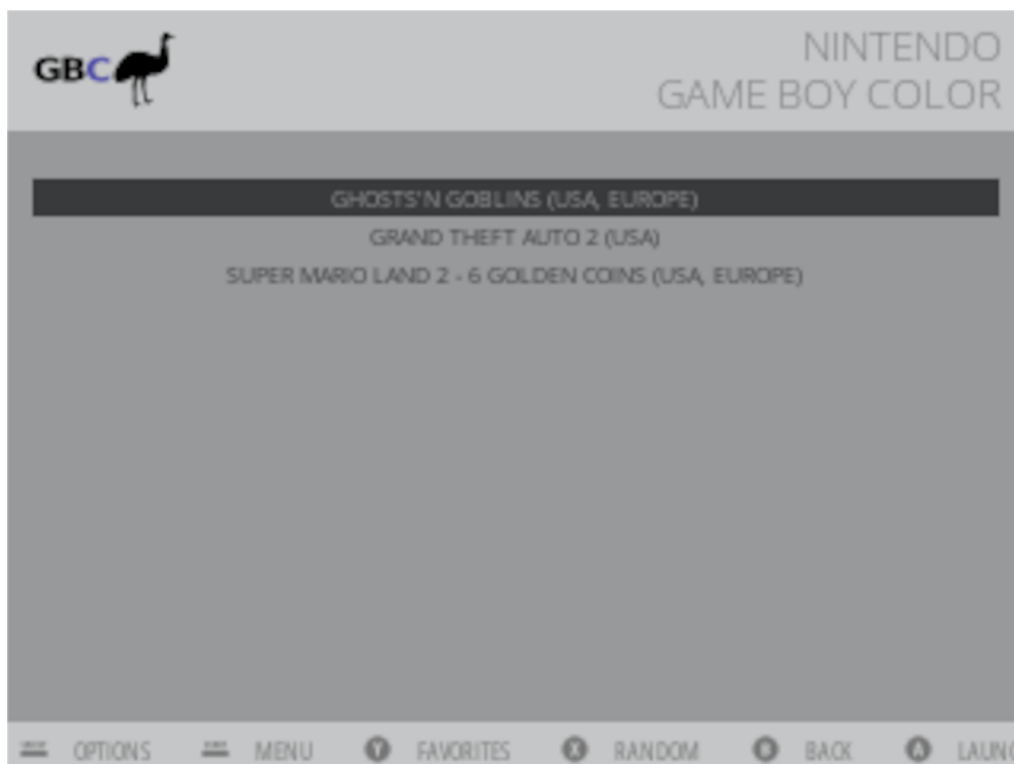 GBC
NINTENDO
GAME BOY COLOR
GHOSTS'N GOBLINS (USA, EUROPE)
GRAND THEFT AUTO 2 (USA)
SUPER MARIO LAND 2 - 6 GOLDEN COINS (USA, EUROPE)
OPTIONS MENU Y FAVORITES X RANDOM B BACK A LAUNC